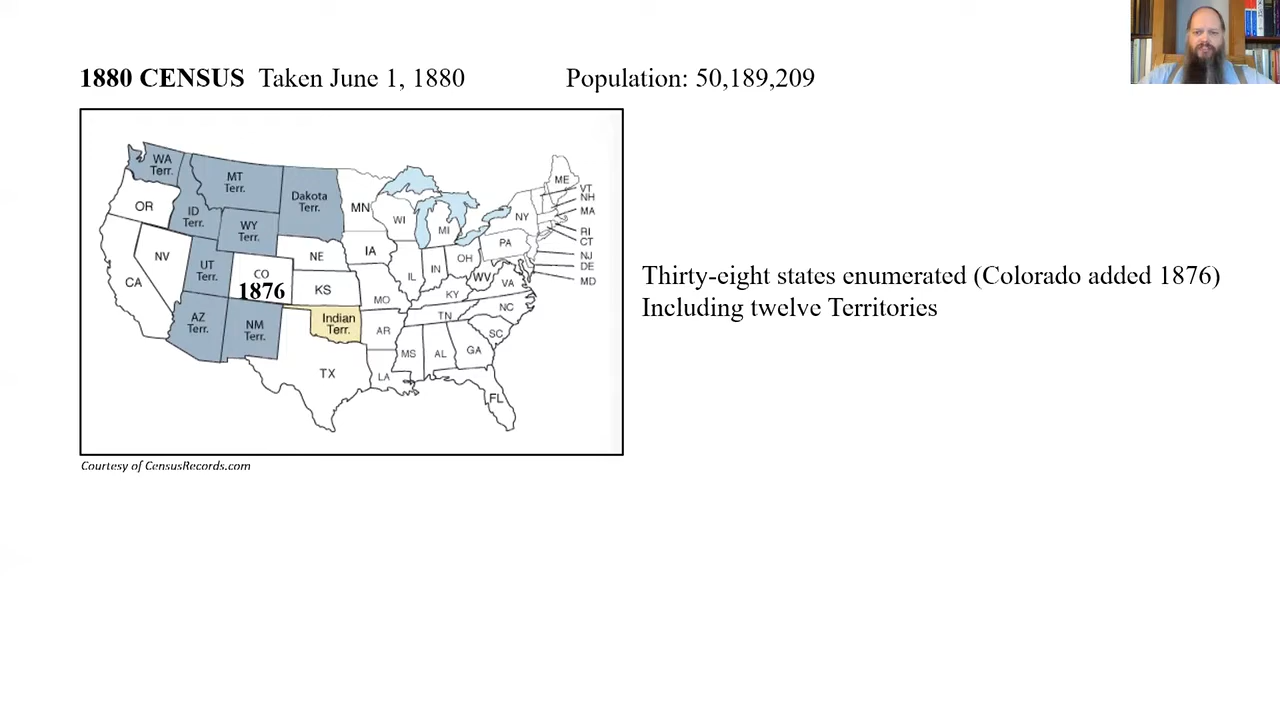 1880 CENSUS Taken June 1, 1880 Population: 50,189,209
WA
Terr.
MT
Terr.
Dakota
Terr.
ID
Terr.
WY
Terr.
OR
MN
WI
MI
NY
ME
VT
NH
MA
RI
CT
NJ
DE
MD
PA
NV
UT
Terr.
CO
1876
NE
IA
IL
IN
OH
WV
VA
CA
KS
MO
KY
NC
AZ
Terr.
NM
Terr.
Indian
Terr.
AR
TN
SC
MS
AL
GA
TX
LA
FL
Courtesy of CensusRecords.com
Thirty-eight states enumerated (Colorado added 1876)
Including twelve Territories